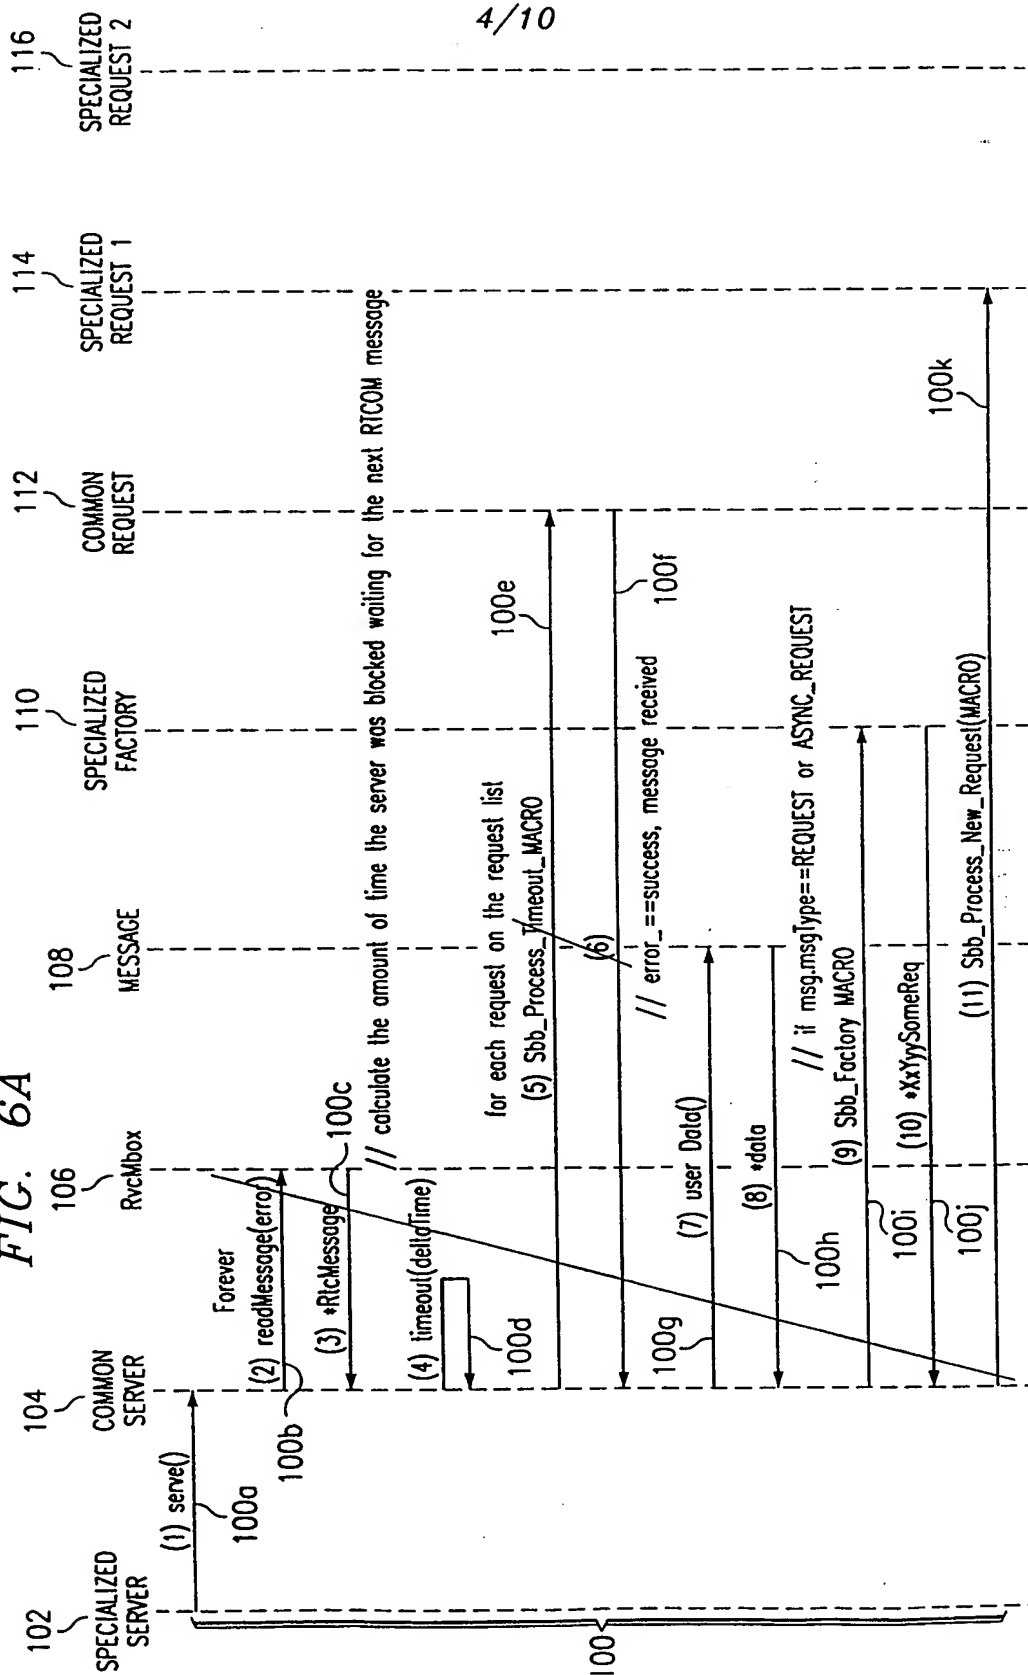 4/10
FIG. 6A
102
SPECIALIZED
SERVER
104
COMMON
SERVER
106
RvcMbox
108
MESSAGE
110
SPECIALIZED
FACTORY
112
COMMON
REQUEST
114
SPECIALIZED
REQUEST 1
116
SPECIALIZED
REQUEST 2
(1) serve()
100a
Forever
(2) readMessage(error)
100b
(3) *RtcMessage
100c
// calculate the amount of time the server was blocked waiting for the next RTCOM message
(4) timeout(deltaTime)
100d
for each request on the request list
(5) Sbb_Process_Timeout_MACRO
100e
(6)
100f
// error_==success, message received
(7) user Data()
100g
(8) *data
100h
// if msg.msgType==REQUEST or ASYNC_REQUEST
(9) Sbb_Factory MACRO
100i
(10) *XxYyySomeReq
100j
(11) Sbb_Process_New_Request(MACRO)
100k
100